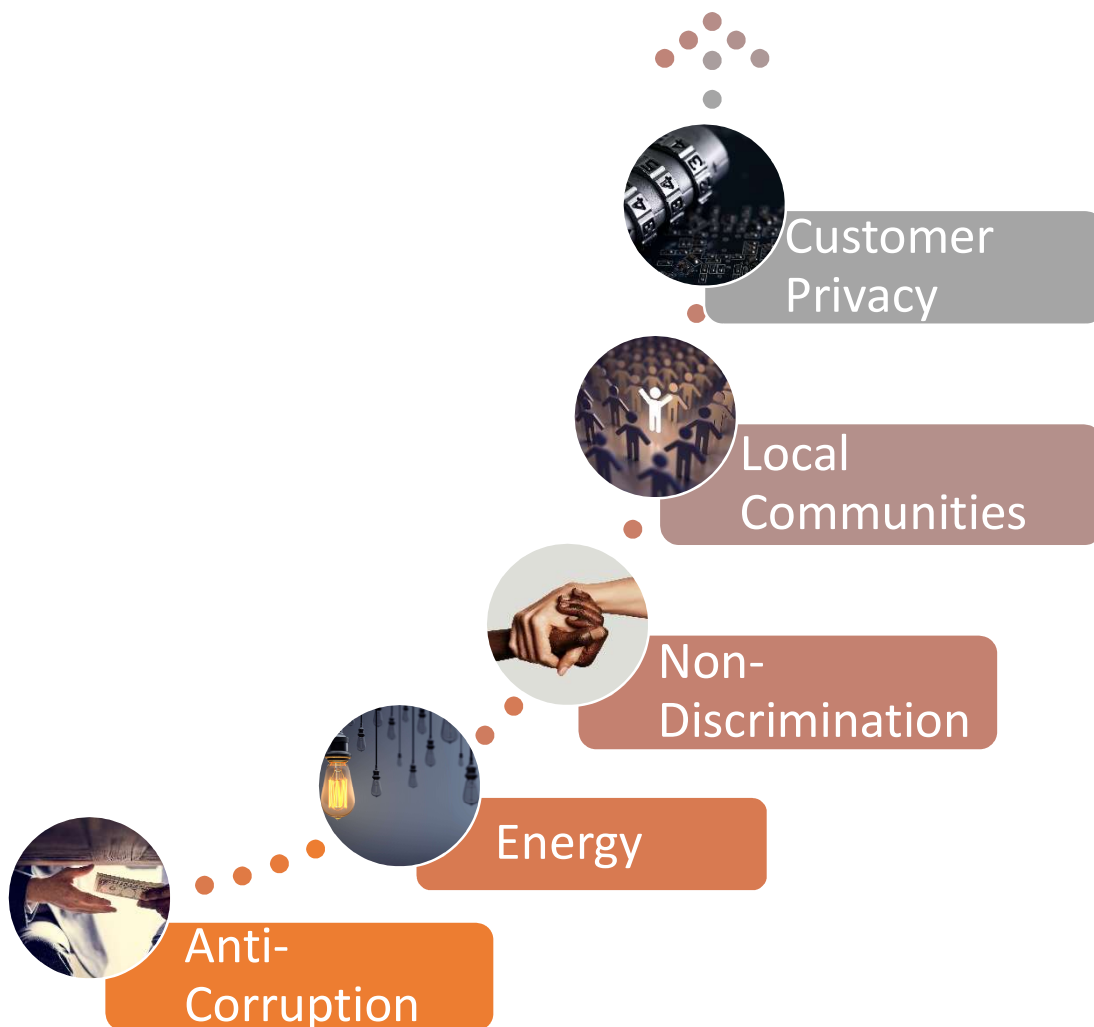 Customer
Privacy
Local
Communities
Non-
Discrimination
Energy
Anti-
Corruption